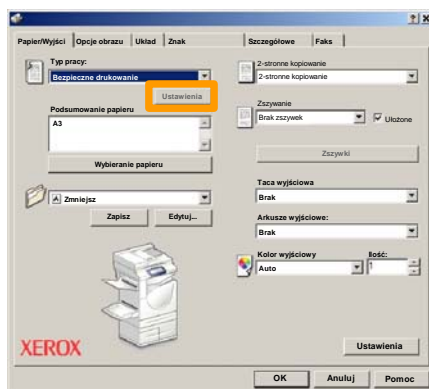 Papier/Wyjści Opcje obrazu Układ Znak Szczegółowe Faks
Typ pracy:
Bezpieczne drukowanie
Ustawienia
Podsumowanie papieru
A3
Wybieranie papieru
A Zmniejsz
Zapisz Edytuj...
XEROX
2-stronne kopiowanie
2-stronne kopiowanie
Zszywanie
Brak zszywek Ułożone
Zszywki
Taca wyjściowa
Brak
Arkusze wyjściowe:
Brak
Kolor wyjściowy Ilość:
Auto 1
Ustawienia
OK Anuluj Pomoc